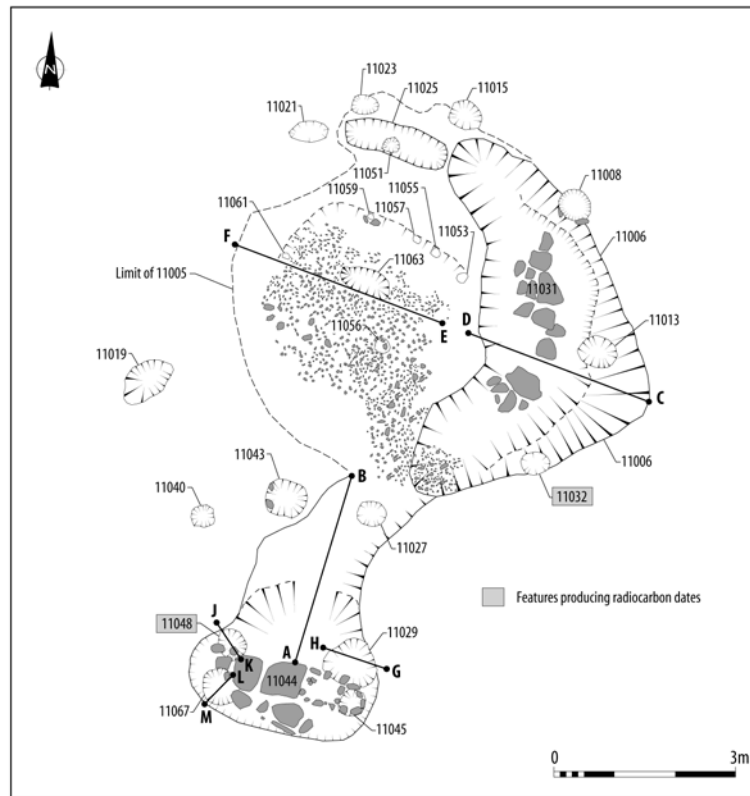 N
11023
11025
11015
11021
11051
11008
11059
11055
11057
11061
11053
11006
F
11063
Limit of 11005
11031
D
E
11056
11013
11019
C
11043
B
11006
11040
11032
11027
Features producing radiocarbon dates
J
11048
H
11029
A
K
G
L
11044
M
11067
11045
0
3m